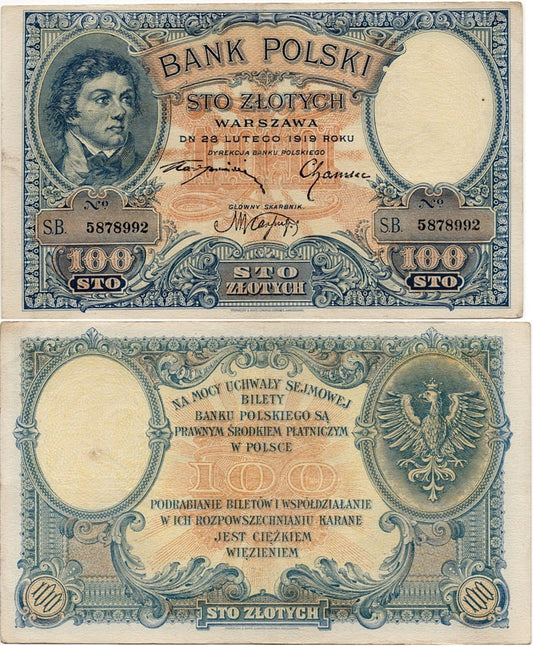 BANK POLSKI
STO ZŁOTYCH
WARSZAWA
DN 28 LUTEGO 1919 ROKU
DYREKCJA BANKU POLSKIEGO
GŁÓWNY SKARBNIK
Nº
Nº
S.B. 5878992
S.B. 5878992
100
STO
STO
ZŁOTYCH
100
STO
NA MOCY UCHWAŁY SEJMOWEJ
BILETY
BANKU POLSKIEGO SĄ
PRAWNYM ŚRODKIEM PŁATNICZYM
W POLSCE
100
PODRABIANIE BILETÓW I WSPÓŁDZIAŁANIE
W ICH ROZPOWSZECHNIANIU KARANE
JEST CIĘŻKIEM
WIĘZIENIEM
100
STO ZŁOTYCH
100